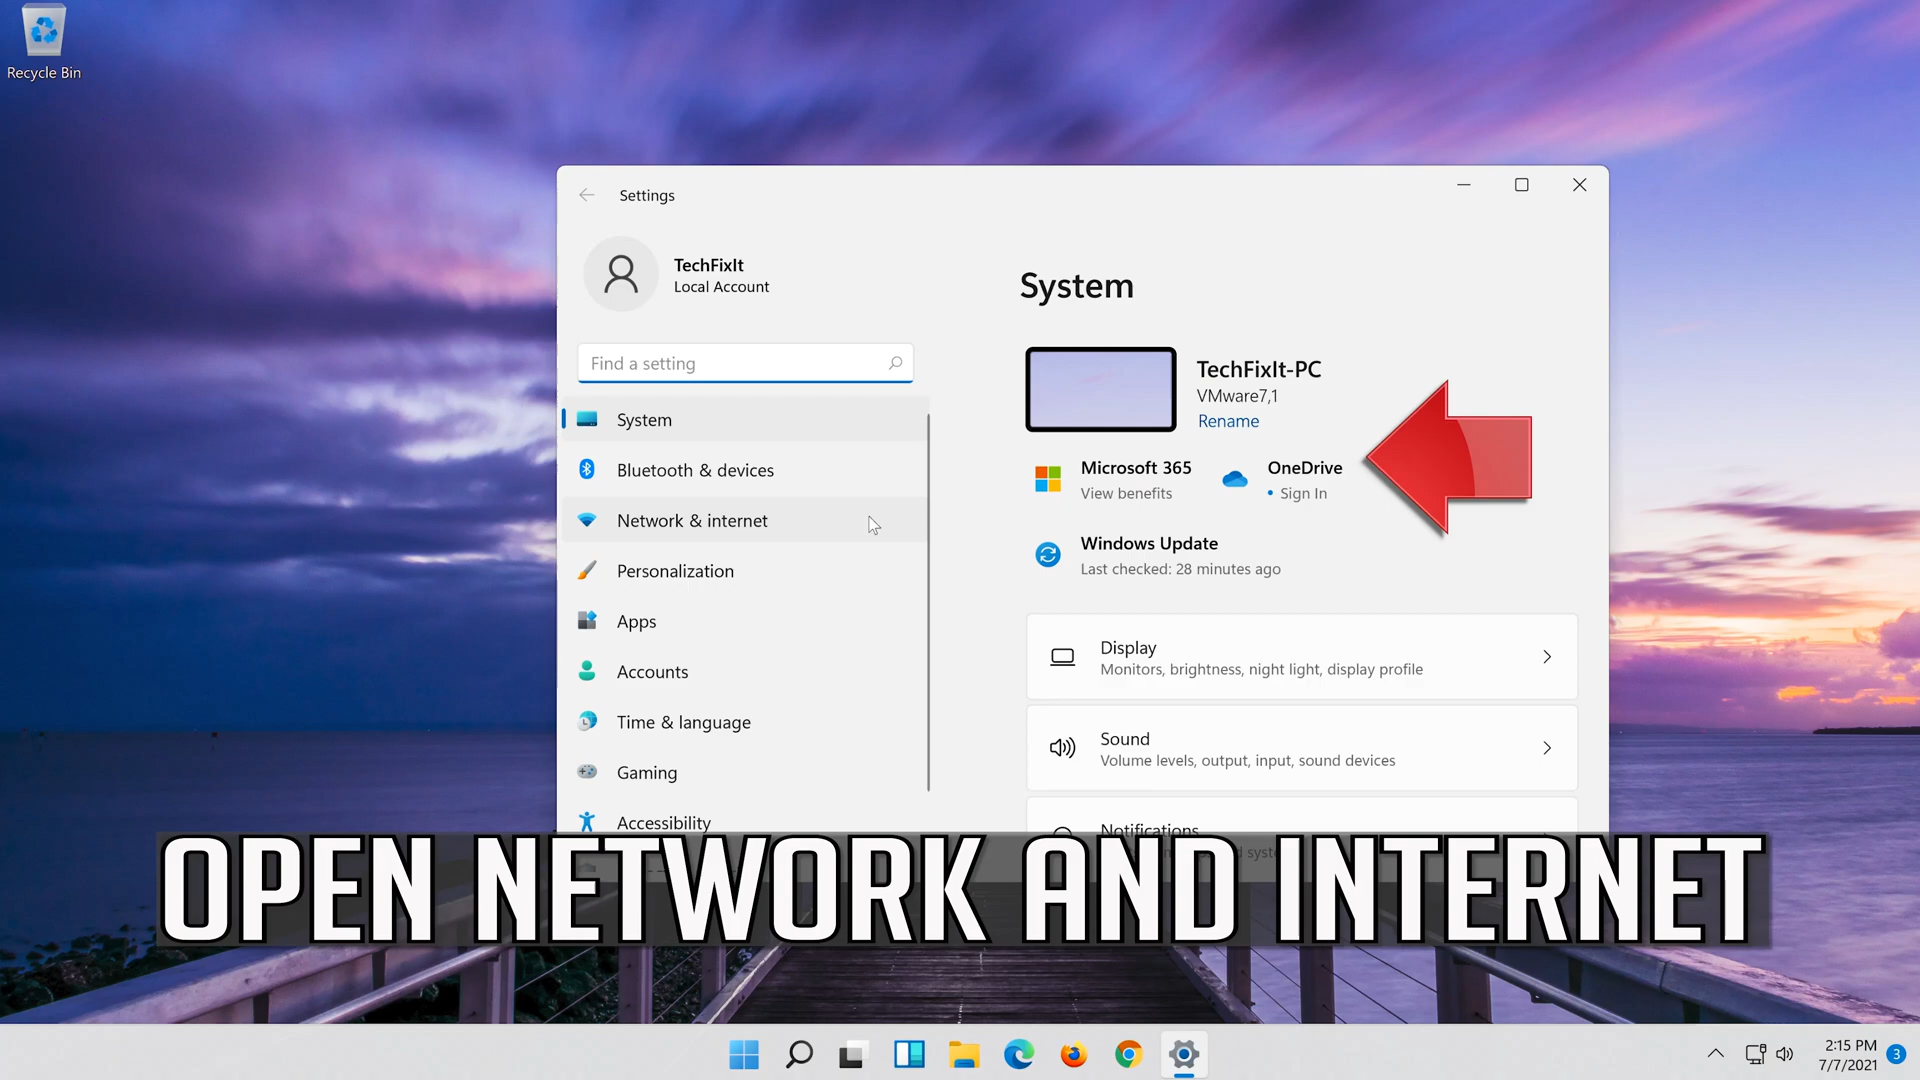 Recycle Bin
Settings
TechFixIt
Local Account
Find a setting
System
Bluetooth & devices
Network & internet
Personalization
Apps
Accounts
Time & language
Gaming
Accessibility
System
TechFixIt-PC
VMware7,1
Rename
Microsoft 365
View benefits
OneDrive
• Sign In
Windows Update
Last checked: 28 minutes ago
Display
Monitors, brightness, night light, display profile
Sound
Volume levels, output, input, sound devices
Notifications
OPEN NETWORK AND INTERNET
2:15 PM
7/7/2021
3